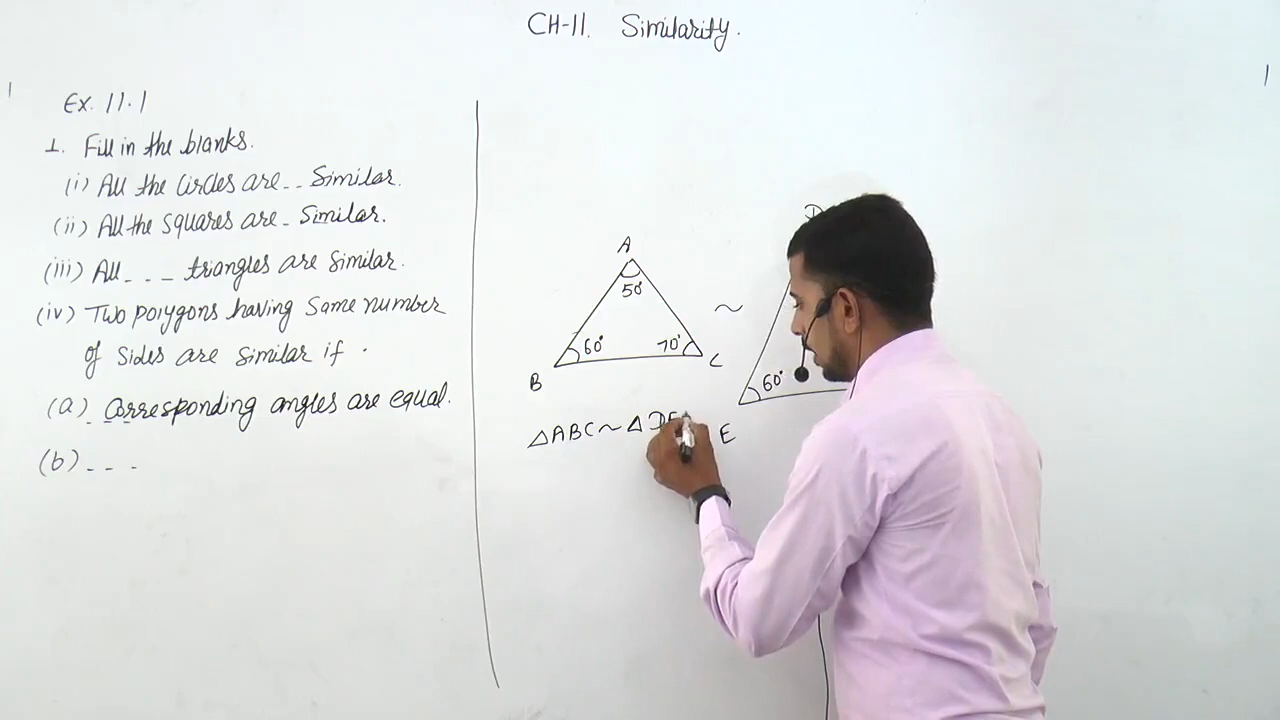 CH-11. Similarity.
Ex. 11.1
1. Fill in the blanks.
(i) All the Circles are _ _ Similar.
(ii) All the squares are _ Similar.
(iii) All _ _ _ triangles are similar.
(iv) Two polygons having Same number
of sides are similar if .
(a) Corresponding angles are equal.
(b) _ _ _
A
50°
B
60°
70°
C
~
D
60°
E
△ABC ~ △DE